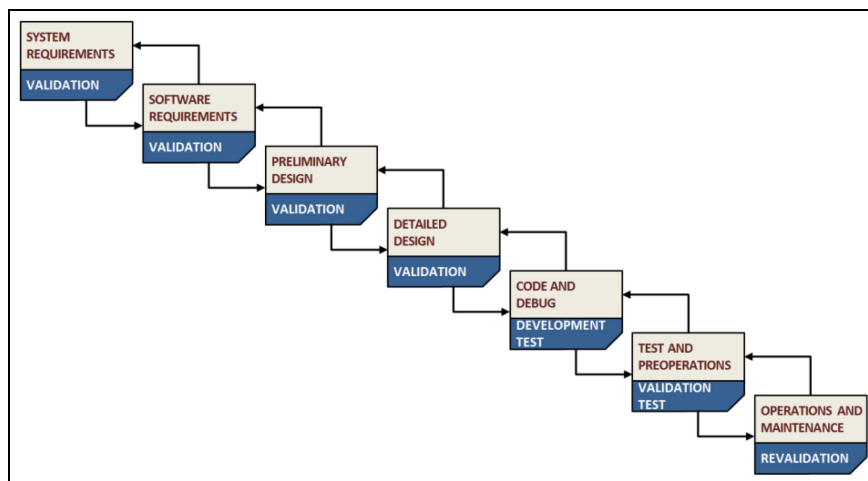 SYSTEM
REQUIREMENTS
VALIDATION
SOFTWARE
REQUIREMENTS
VALIDATION
PRELIMINARY
DESIGN
VALIDATION
DETAILED
DESIGN
VALIDATION
CODE AND
DEBUG
DEVELOPMENT
TEST
TEST AND
PREOPERATIONS
VALIDATION
TEST
OPERATIONS AND
MAINTENANCE
REVALIDATION